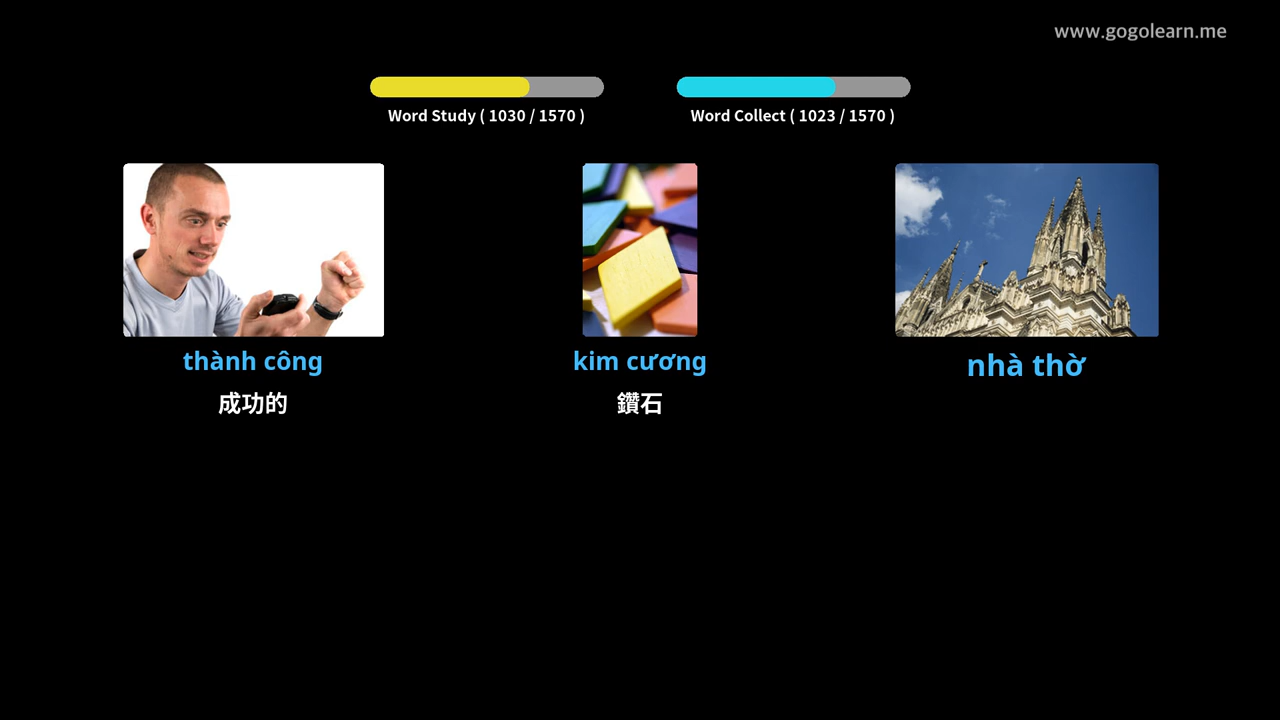 www.gogolearn.me
Word Study ( 1030 / 1570 )
Word Collect ( 1023 / 1570 )
thành công
成功的
kim cương
鑽石
nhà thờ